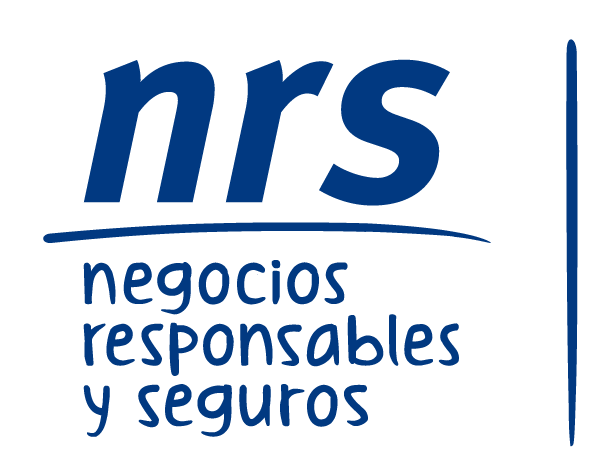 nrs
negocios
responsables
y seguros